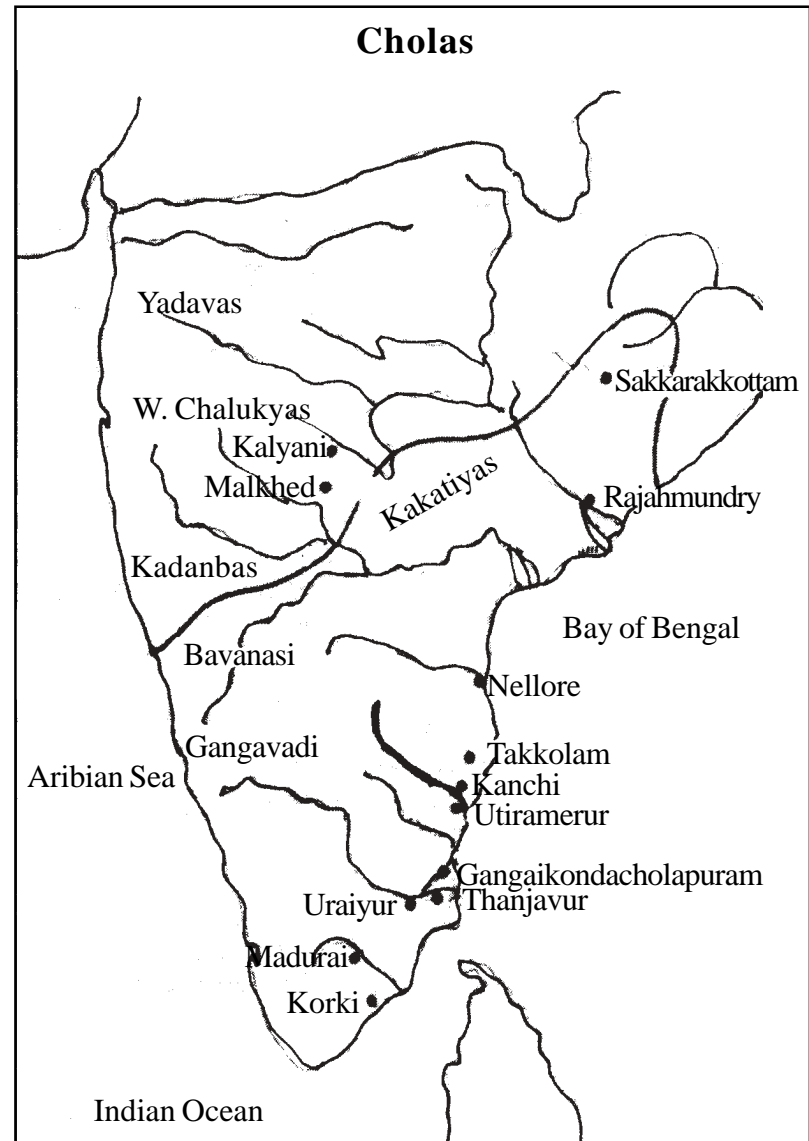 Cholas
Yadavas
Sakkarakkottam
W. Chalukyas
Kalyani
Malkhed
Kakatiyas
Rajahmundry
Kadanbas
Bay of Bengal
Bavanasi
Nellore
Gangavadi
Takkolam
Aribian Sea
Kanchi
Utiramerur
Gangaikondacholapuram
Uraiyur
Thanjavur
Madurai
Korki
Indian Ocean